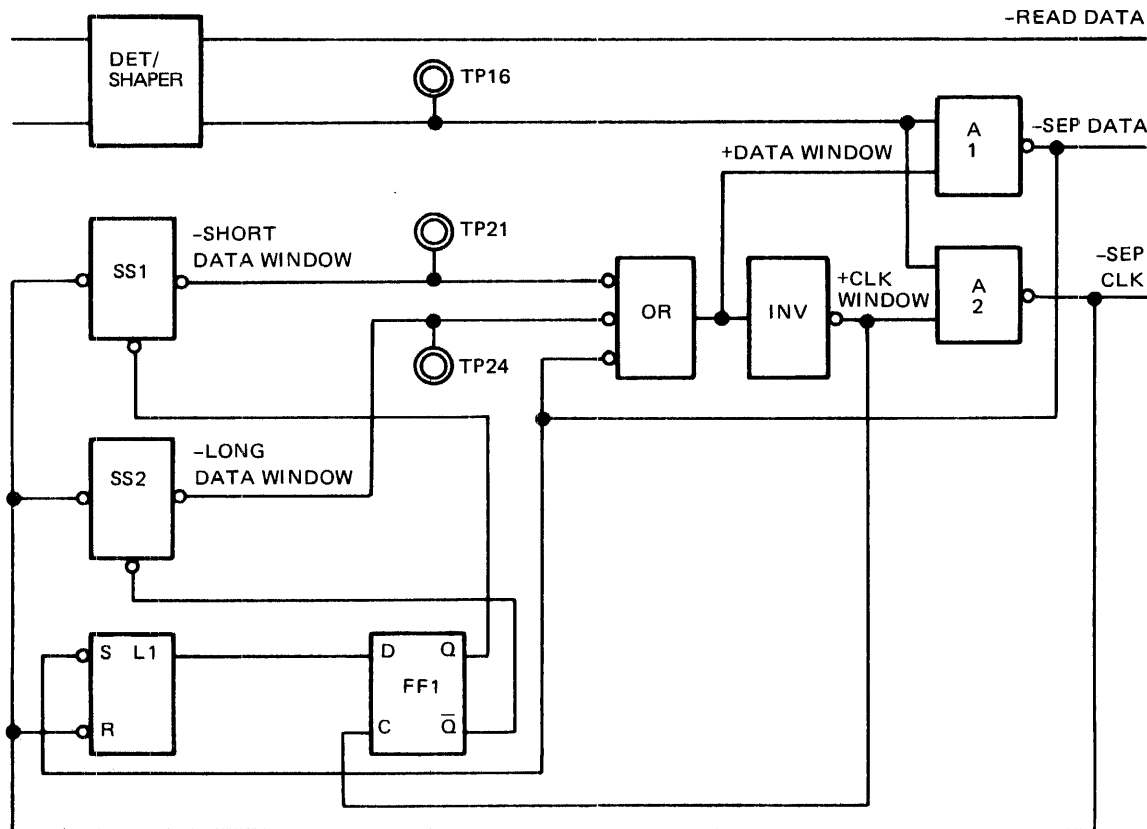 –READ DATA
DET/
SHAPER
TP16
A
1
–SEP DATA
+DATA WINDOW
–SHORT
DATA WINDOW
TP21
SS1
OR
INV
+CLK
WINDOW
A
2
–SEP
CLK
TP24
SS2
–LONG
DATA WINDOW
S L1
R
D Q
FF1
C Q̅